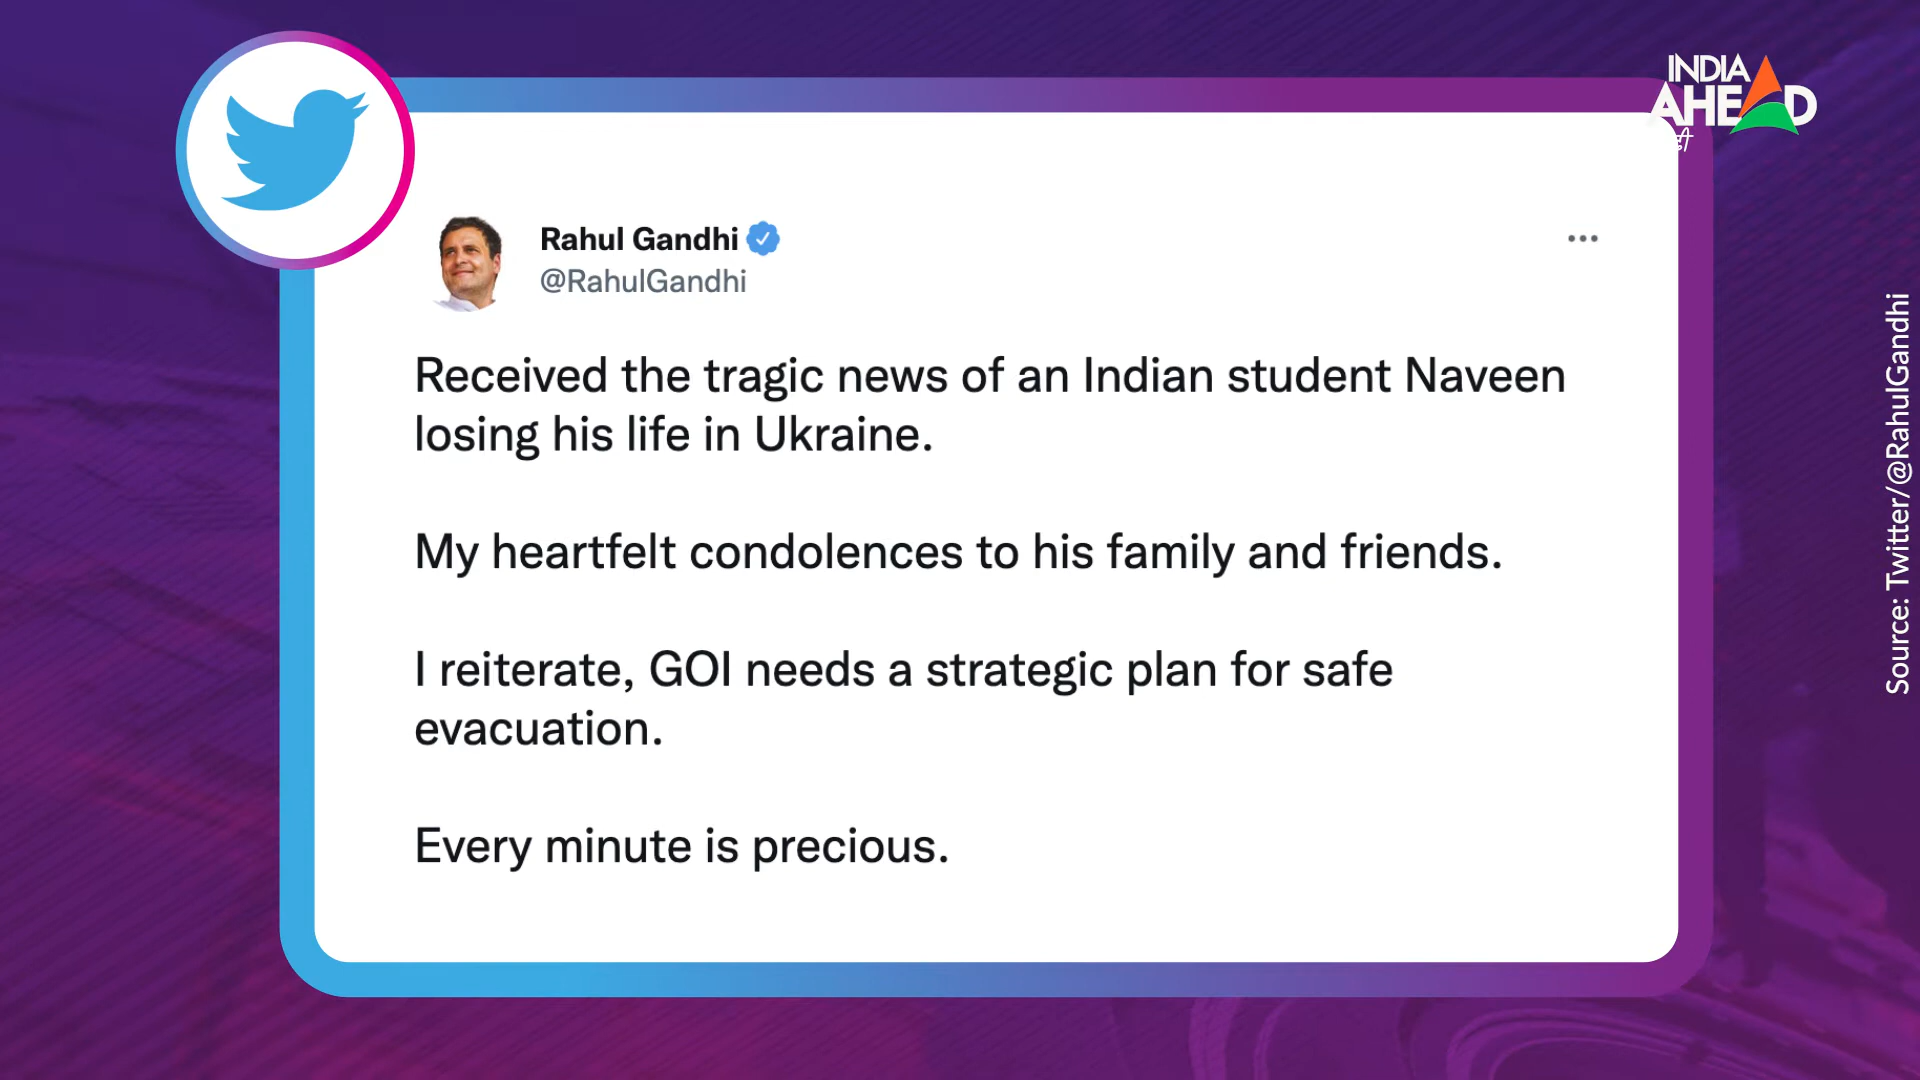 INDIA
AHEAD
Rahul Gandhi
@RahulGandhi
Received the tragic news of an Indian student Naveen
losing his life in Ukraine.
My heartfelt condolences to his family and friends.
I reiterate, GOI needs a strategic plan for safe
evacuation.
Every minute is precious.
Source: Twitter/@RahulGandhi